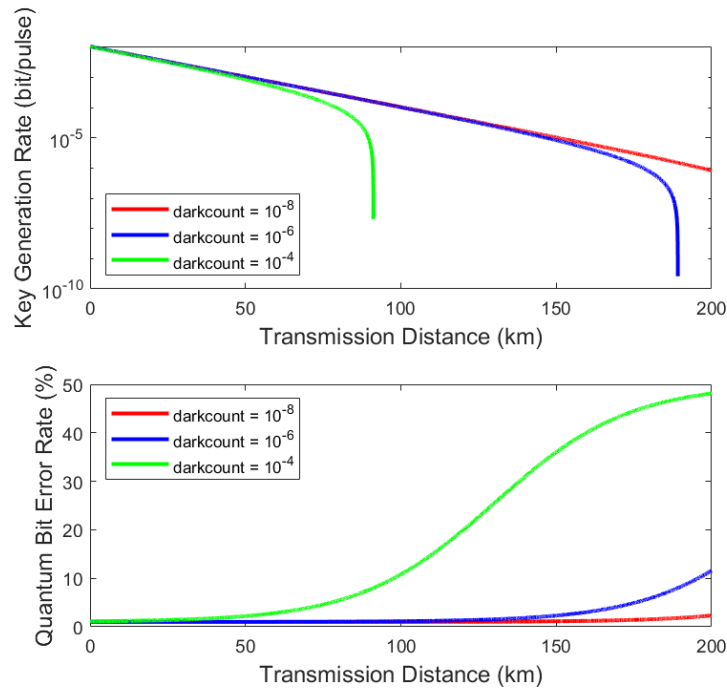 Key Generation Rate (bit/pulse)
10^-5
10^-10
darkcount = 10^-8
darkcount = 10^-6
darkcount = 10^-4
0 50 100 150 200
Transmission Distance (km)
Quantum Bit Error Rate (%)
50
40
30
20
10
0
darkcount = 10^-8
darkcount = 10^-6
darkcount = 10^-4
0 50 100 150 200
Transmission Distance (km)